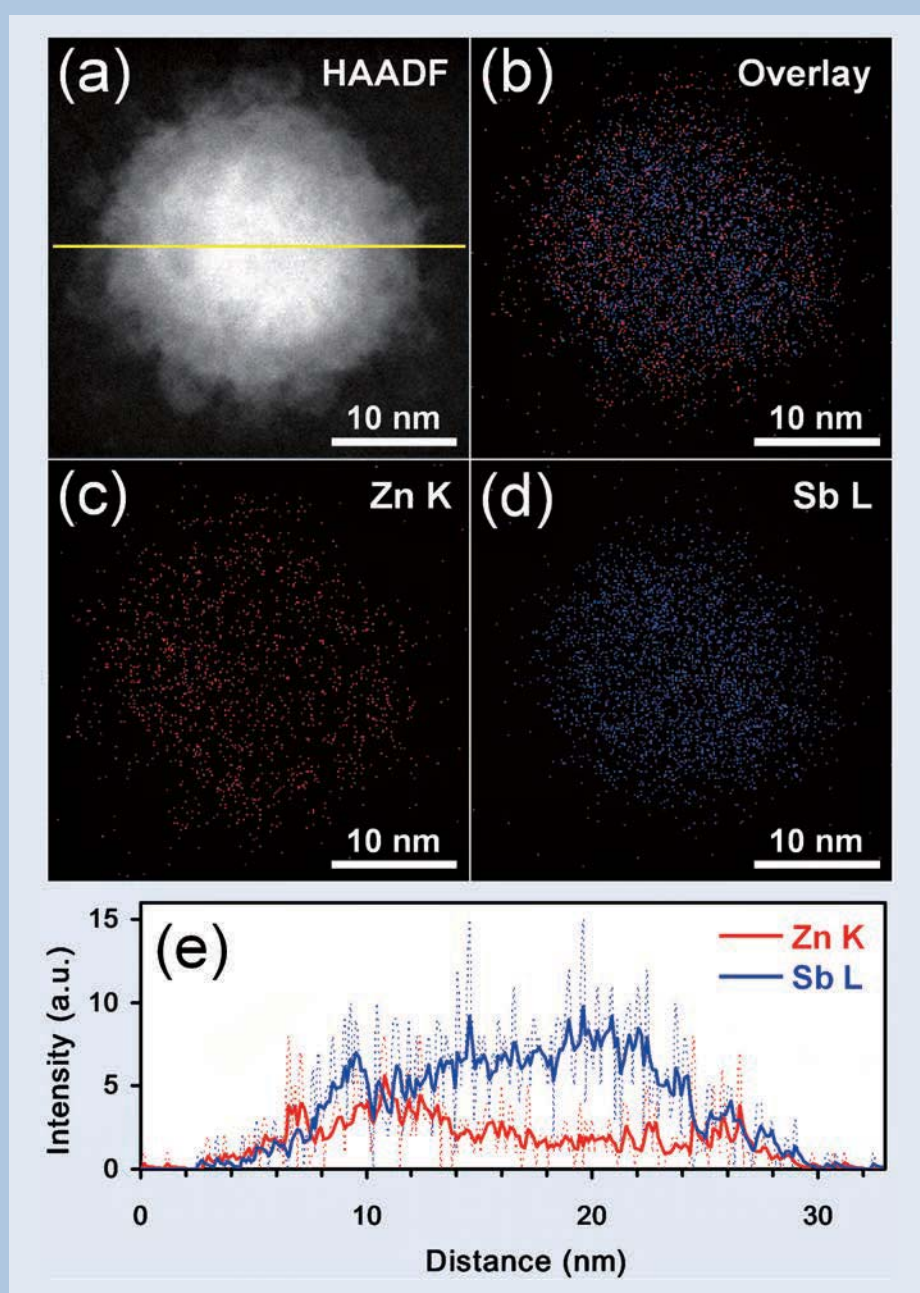 (a) HAADF
10 nm
(b) Overlay
10 nm
(c) Zn K
10 nm
(d) Sb L
10 nm
(e)
Zn K
Sb L
Intensity (a.u.)
15
10
5
0
0 10 20 30
Distance (nm)